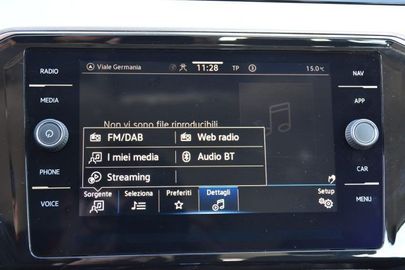 RADIO
MEDIA
PHONE
VOICE
Viale Germania
11:28
TP
15.0
Non vi sono file riproducibili
FM/DAB
Web radio
I miei media
Audio BT
Streaming
Sorgente
Seleziona
Preferiti
Dettagli
Setup
NAV
APP
CAR
MENU